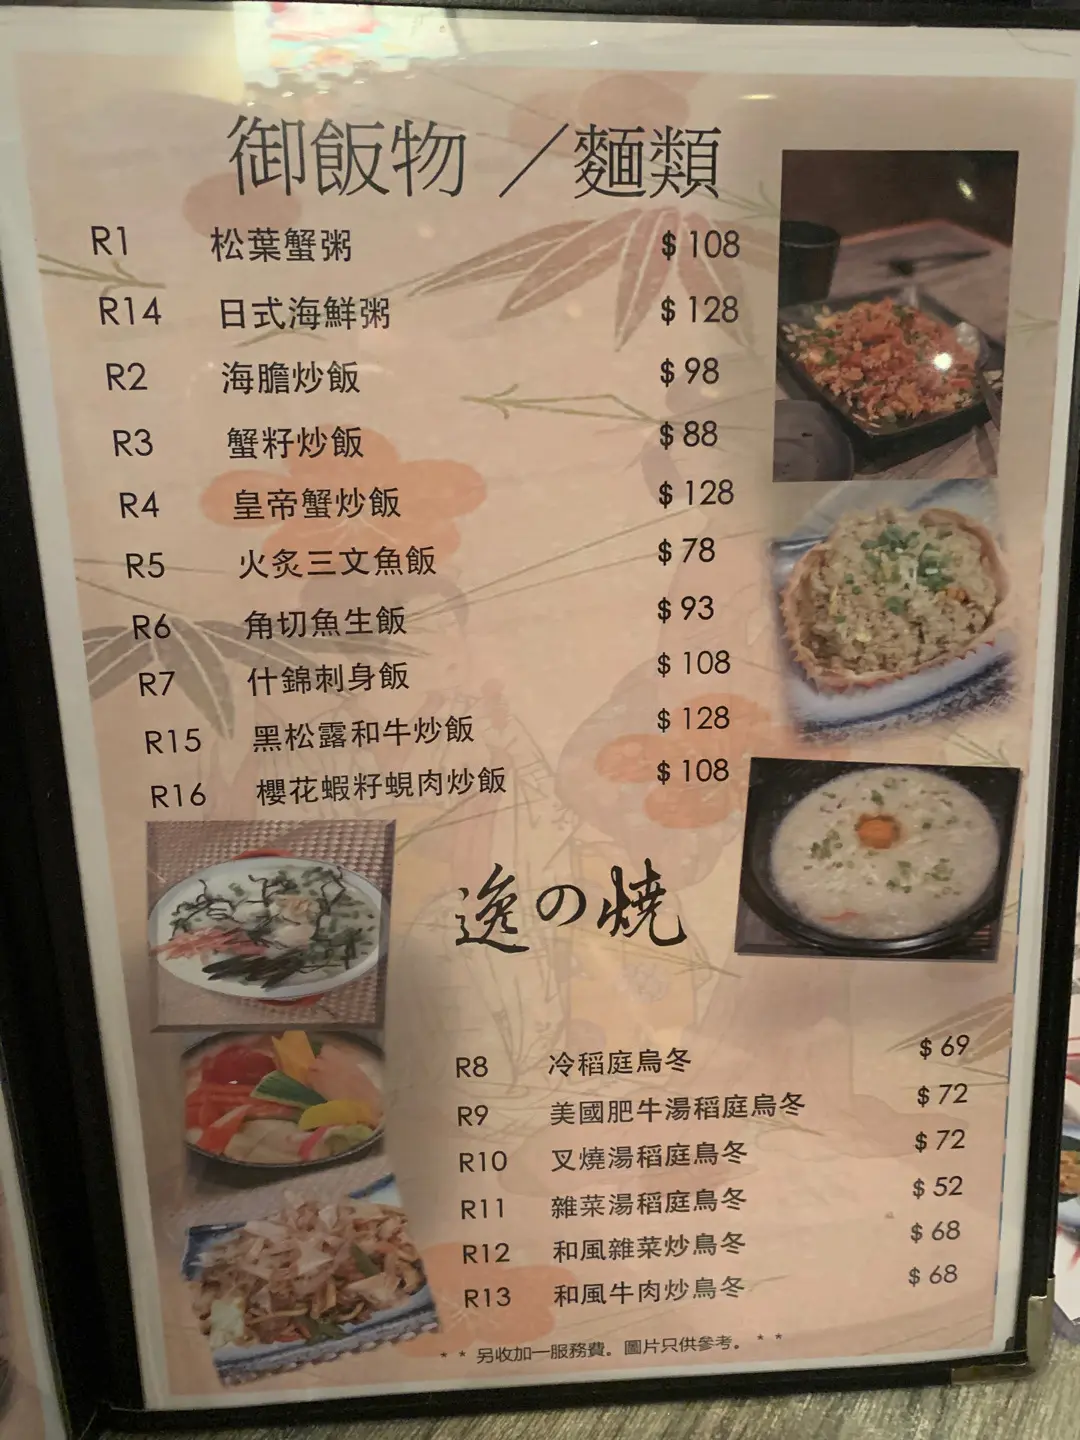 御飯物 ／麵類
R1 松葉蟹粥 $ 108
R14 日式海鮮粥 $ 128
R2 海膽炒飯 $ 98
R3 蟹籽炒飯 $ 88
R4 皇帝蟹炒飯 $ 128
R5 火炙三文魚飯 $ 78
R6 角切魚生飯 $ 93
R7 什錦刺身飯 $ 108
R15 黑松露和牛炒飯 $ 128
R16 櫻花蝦籽蜆肉炒飯 $ 108
逸の燒
R8 冷稻庭烏冬 $ 69
R9 美國肥牛湯稻庭烏冬 $ 72
R10 叉燒湯稻庭鳥冬 $ 72
R11 雜菜湯稻庭鳥冬 $ 52
R12 和風雜菜炒鳥冬 $ 68
R13 和風牛肉炒鳥冬 $ 68
* * 另收加一服務費。圖片只供參考。 * *